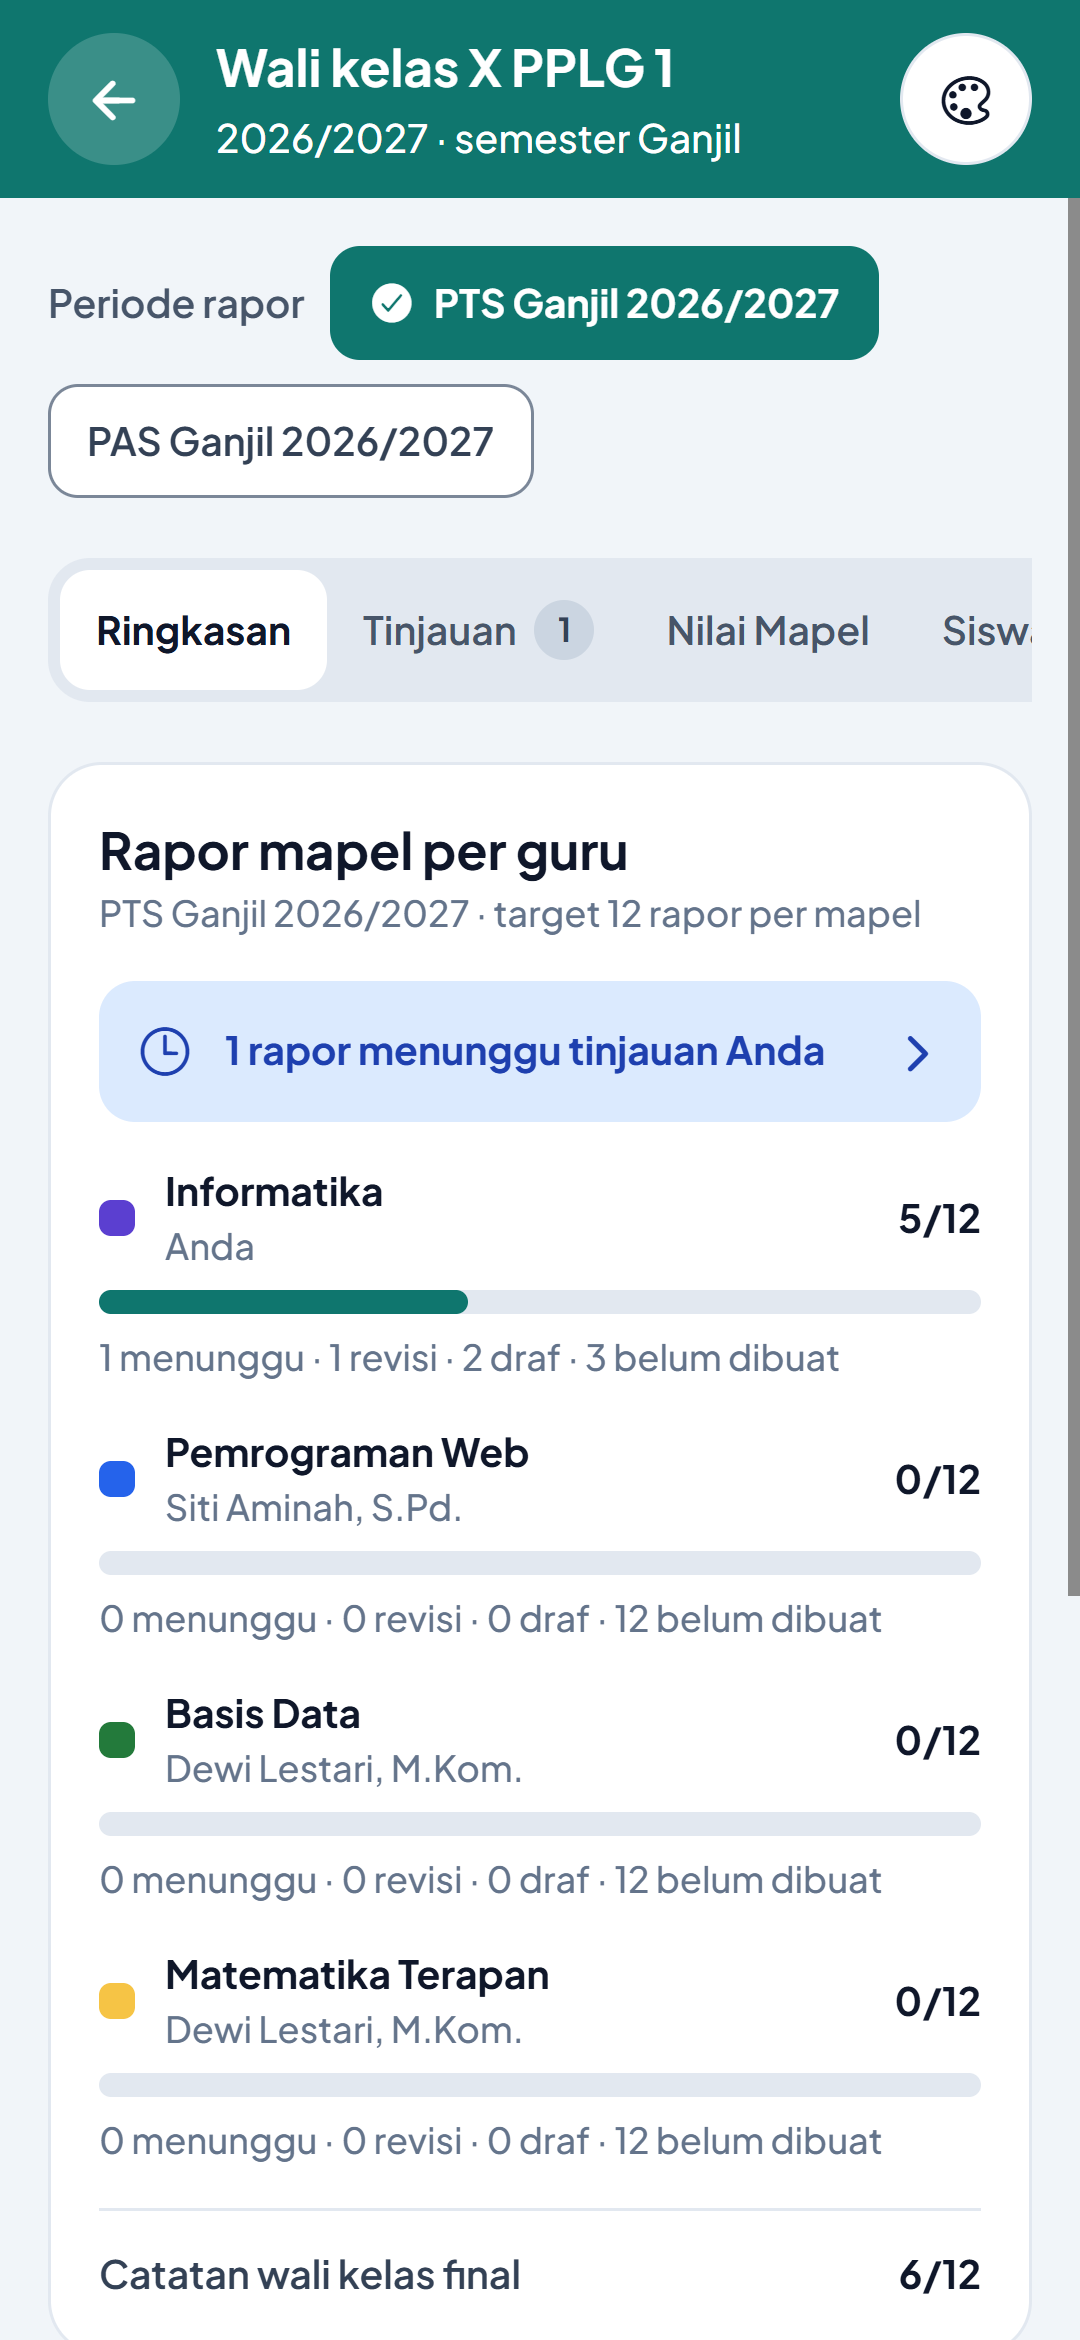 Wali kelas X PPLG 1
2026/2027 · semester Ganjil
Periode rapor
PTS Ganjil 2026/2027
PAS Ganjil 2026/2027
Ringkasan
Tinjauan 1
Nilai Mapel
Rapor mapel per guru
PTS Ganjil 2026/2027 · target 12 rapor per mapel
1 rapor menunggu tinjauan Anda
Informatika
Anda
5/12
1 menunggu · 1 revisi · 2 draf · 3 belum dibuat
Pemrograman Web
Siti Aminah, S.Pd.
0/12
0 menunggu · 0 revisi · 0 draf · 12 belum dibuat
Basis Data
Dewi Lestari, M.Kom.
0/12
0 menunggu · 0 revisi · 0 draf · 12 belum dibuat
Matematika Terapan
Dewi Lestari, M.Kom.
0/12
0 menunggu · 0 revisi · 0 draf · 12 belum dibuat
Catatan wali kelas final
6/12